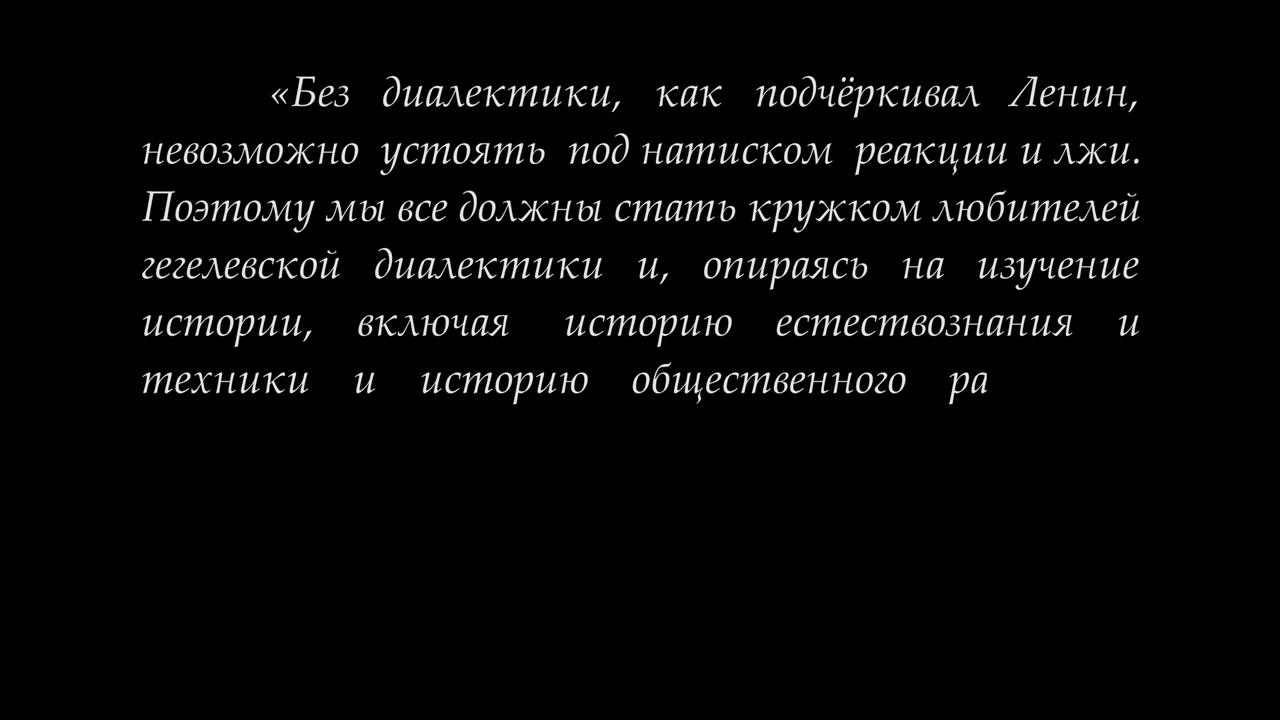 «Без диалектики, как подчёркивал Ленин,
невозможно устоять под натиском реакции и лжи.
Поэтому мы все должны стать кружком любителей
гегелевской диалектики и, опираясь на изучение
истории, включая историю естествознания и
техники и историю общественного ра